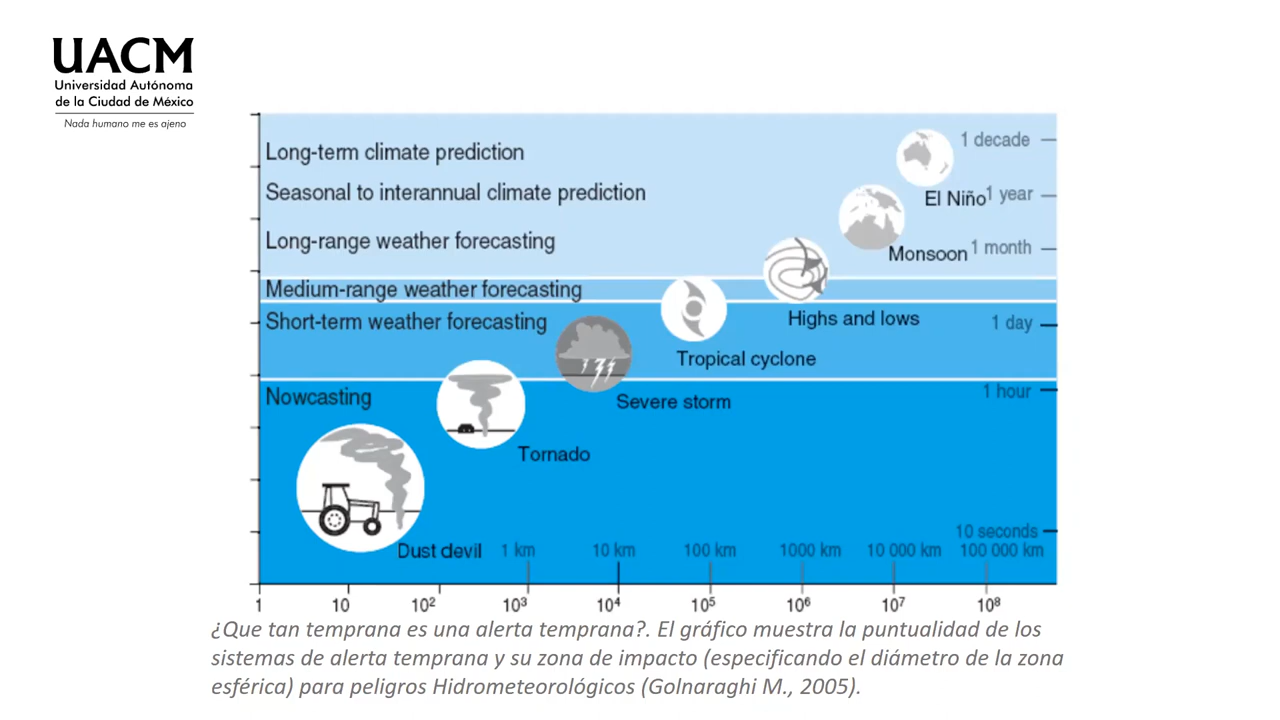 UACM
Universidad Autónoma
de la Ciudad de México
Nada humano me es ajeno
Long-term climate prediction
1 decade
Seasonal to interannual climate prediction
El Niño
1 year
Long-range weather forecasting
Monsoon
1 month
Medium-range weather forecasting
Short-term weather forecasting
Highs and lows
1 day
Tropical cyclone
Nowcasting
Severe storm
1 hour
Tornado
10 seconds
Dust devil
1 km
10 km
100 km
1000 km
10 000 km
100 000 km
1
10
10²
10³
10⁴
10⁵
10⁶
10⁷
10⁸
¿Que tan temprana es una alerta temprana?. El gráfico muestra la puntualidad de los
sistemas de alerta temprana y su zona de impacto (especificando el diámetro de la zona
esférica) para peligros Hidrometeorológicos (Golnaraghi M., 2005).